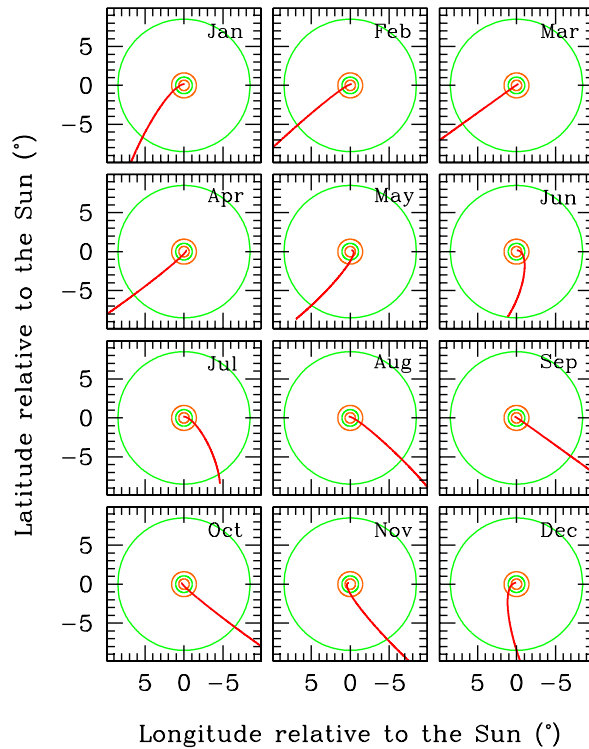 Jan Feb Mar
5
0
−5
Apr May Jun
5
0
−5
Jul Aug Sep
5
0
−5
Oct Nov Dec
5
0
−5
5 0 −5 5 0 −5 5 0 −5
Longitude relative to the Sun (°)
Latitude relative to the Sun (°)